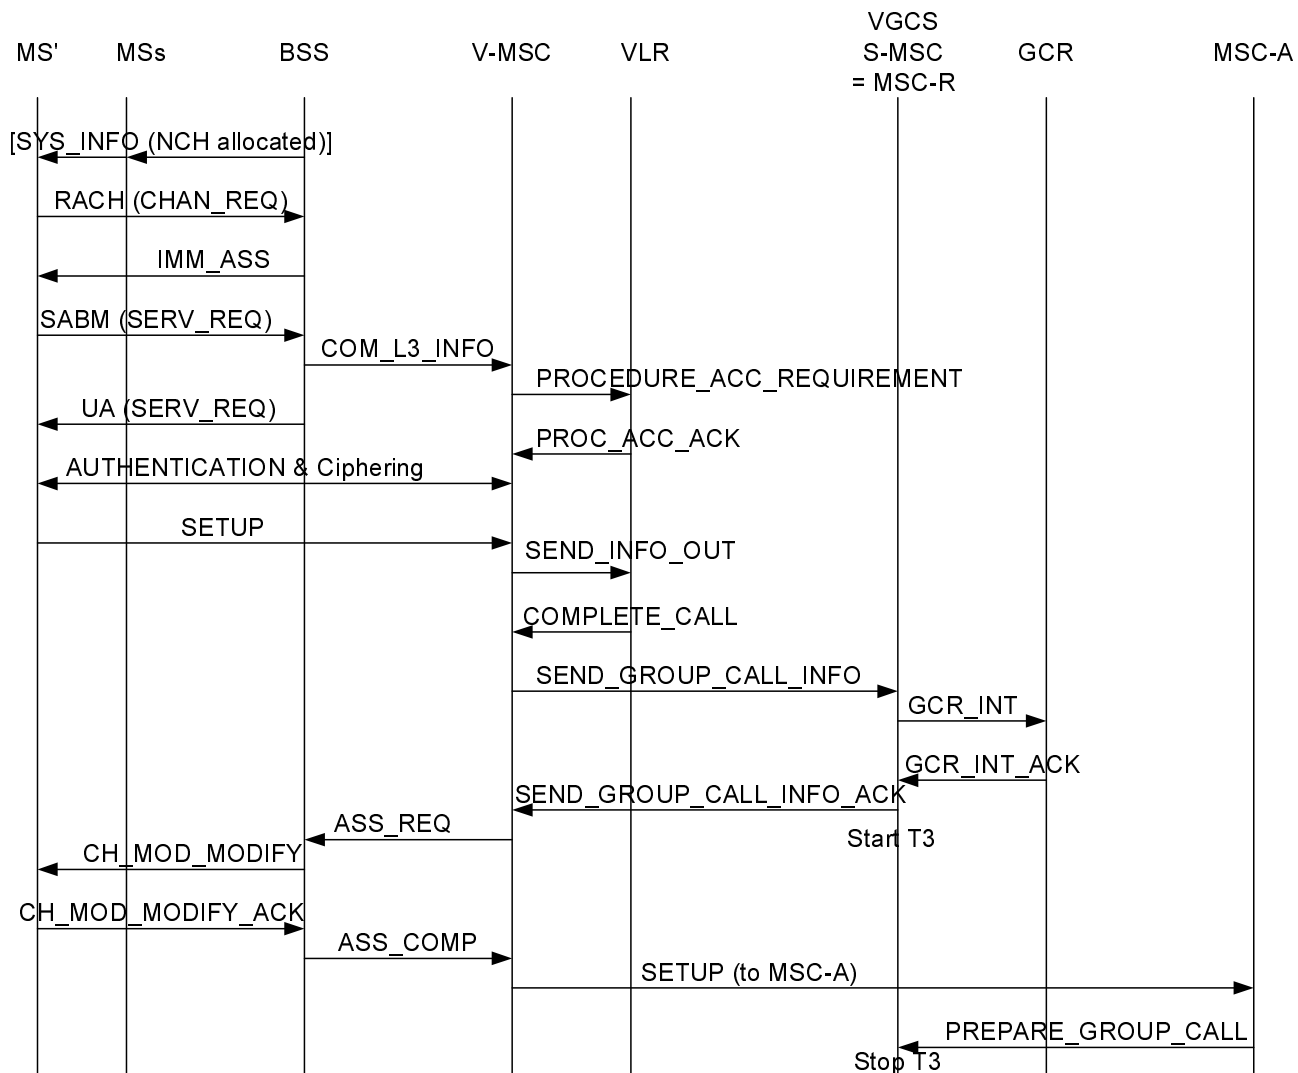 VGCS
MS' MSs BSS V-MSC VLR S-MSC GCR MSC-A
= MSC-R
[SYS_INFO (NCH allocated)]
RACH (CHAN_REQ)
IMM_ASS
SABM (SERV_REQ)
COM_L3_INFO
PROCEDURE_ACC_REQUIREMENT
UA (SERV_REQ)
PROC_ACC_ACK
AUTHENTICATION & Ciphering
SETUP
SEND_INFO_OUT
COMPLETE_CALL
SEND_GROUP_CALL_INFO
GCR_INT
GCR_INT_ACK
SEND_GROUP_CALL_INFO_ACK
ASS_REQ
Start T3
CH_MOD_MODIFY
CH_MOD_MODIFY_ACK
ASS_COMP
SETUP (to MSC-A)
PREPARE_GROUP_CALL
Stop T3